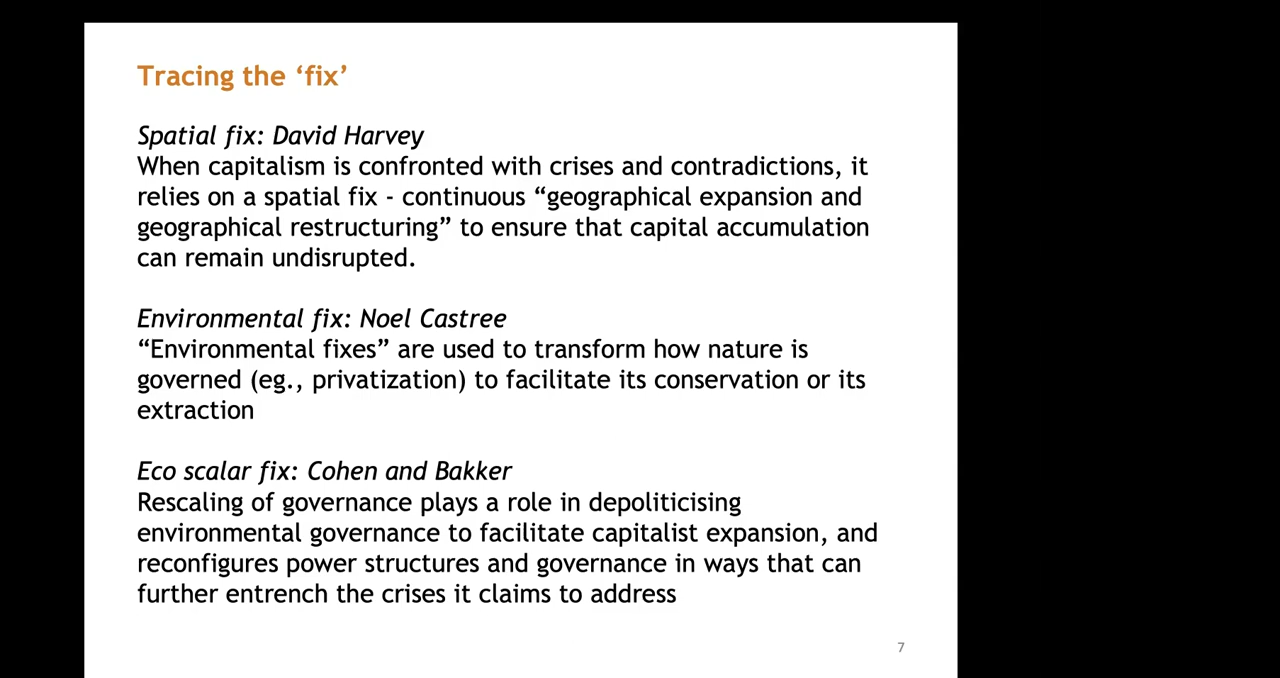 Tracing the ‘fix’
Spatial fix: David Harvey
When capitalism is confronted with crises and contradictions, it
relies on a spatial fix - continuous “geographical expansion and
geographical restructuring” to ensure that capital accumulation
can remain undisrupted.
Environmental fix: Noel Castree
“Environmental fixes” are used to transform how nature is
governed (eg., privatization) to facilitate its conservation or its
extraction
Eco scalar fix: Cohen and Bakker
Rescaling of governance plays a role in depoliticising
environmental governance to facilitate capitalist expansion, and
reconfigures power structures and governance in ways that can
further entrench the crises it claims to address
7